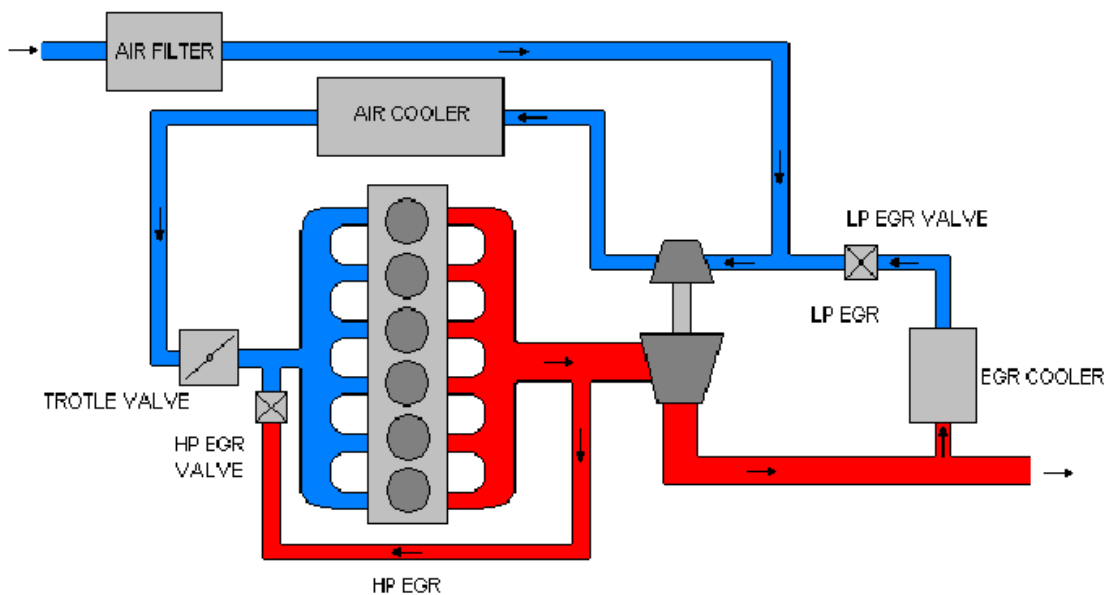 AIR FILTER
AIR COOLER
LP EGR VALVE
LP EGR
EGR COOLER
TROTLE VALVE
HP EGR
VALVE
HP EGR